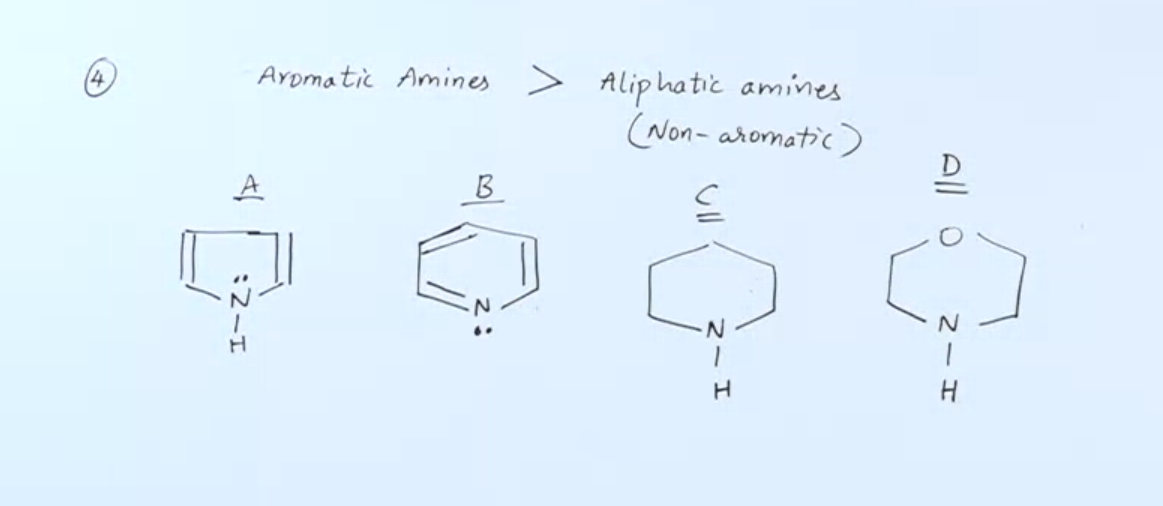 ④ Aromatic Amines > Aliphatic amines
(Non-aromatic)
A B C D
N
H
N
N
H
O
N
H